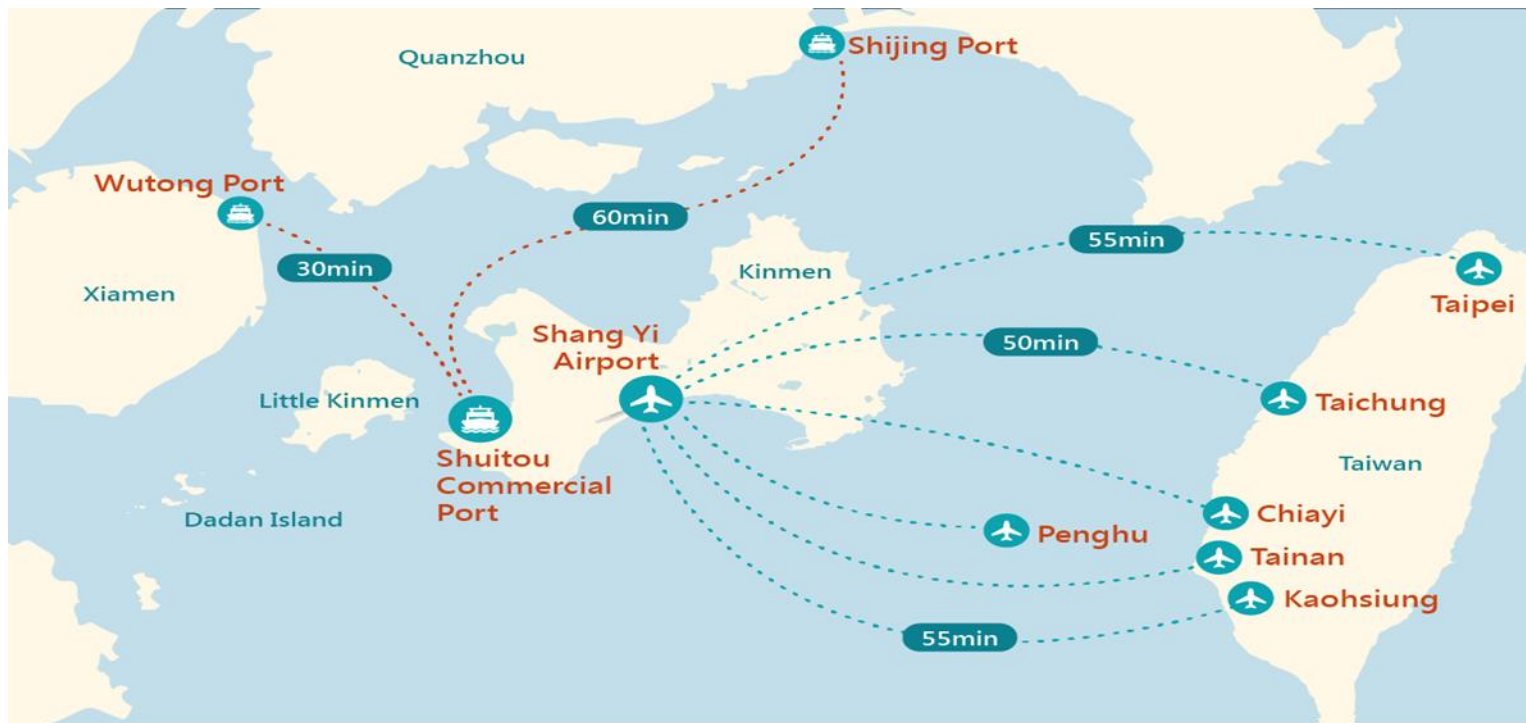 Quanzhou
Shijing Port
Wutong Port
60min
55min
30min
Kinmen
Xiamen
Taipei
Shang Yi
Airport
50min
Little Kinmen
Taichung
Shuitou
Commercial
Port
Taiwan
Dadan Island
Chiayi
Penghu
Tainan
Kaohsiung
55min